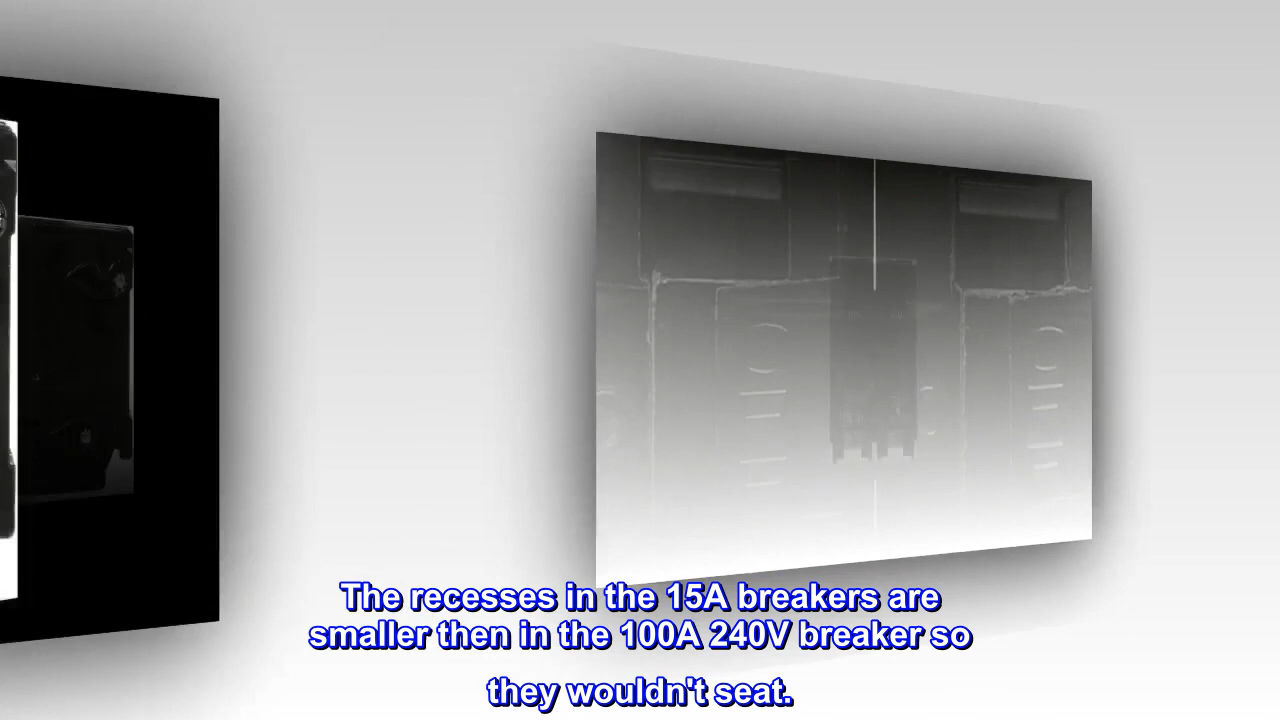 The recesses in the 15A breakers are
smaller then in the 100A 240V breaker so
they wouldn't seat.